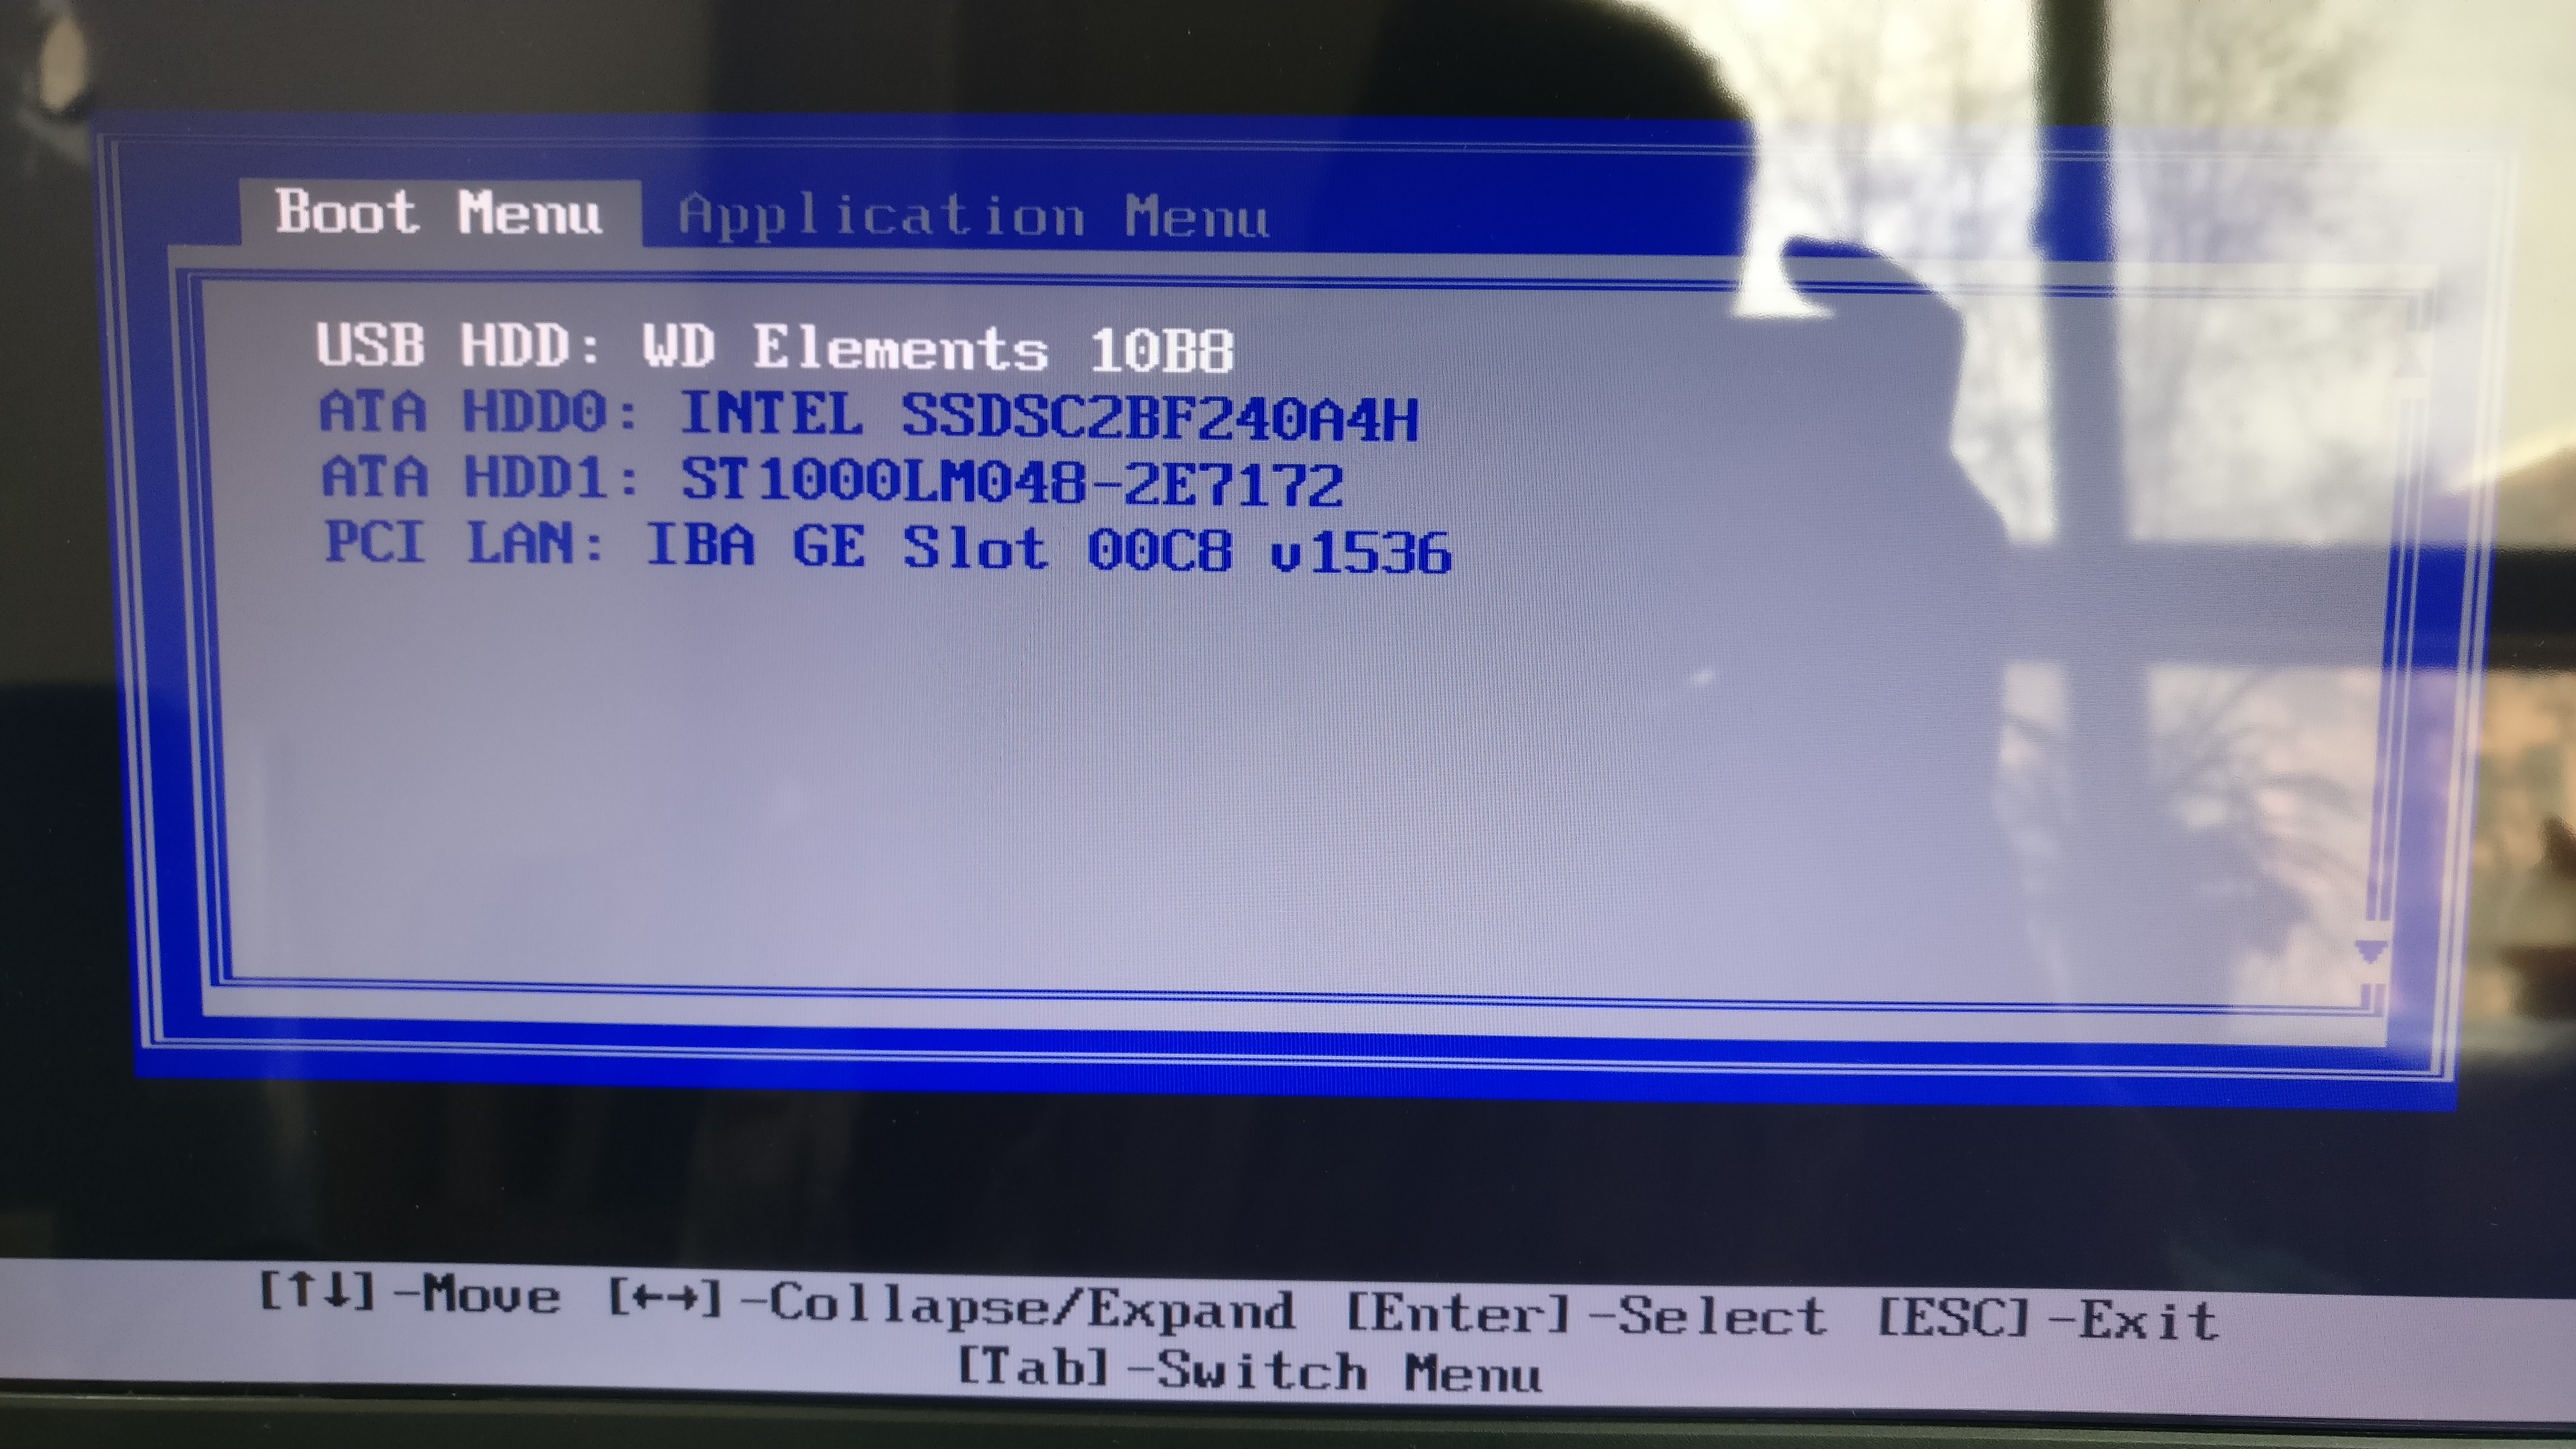 Boot Menu Application Menu
USB HDD: WD Elements 10B8
ATA HDD0: INTEL SSDSC2BF240A4H
ATA HDD1: ST1000LM048-2E7172
PCI LAN: IBA GE Slot 00C8 v1536
[↑↓]-Move [←→]-Collapse/Expand [Enter]-Select [ESC]-Exit
[Tab]-Switch Menu